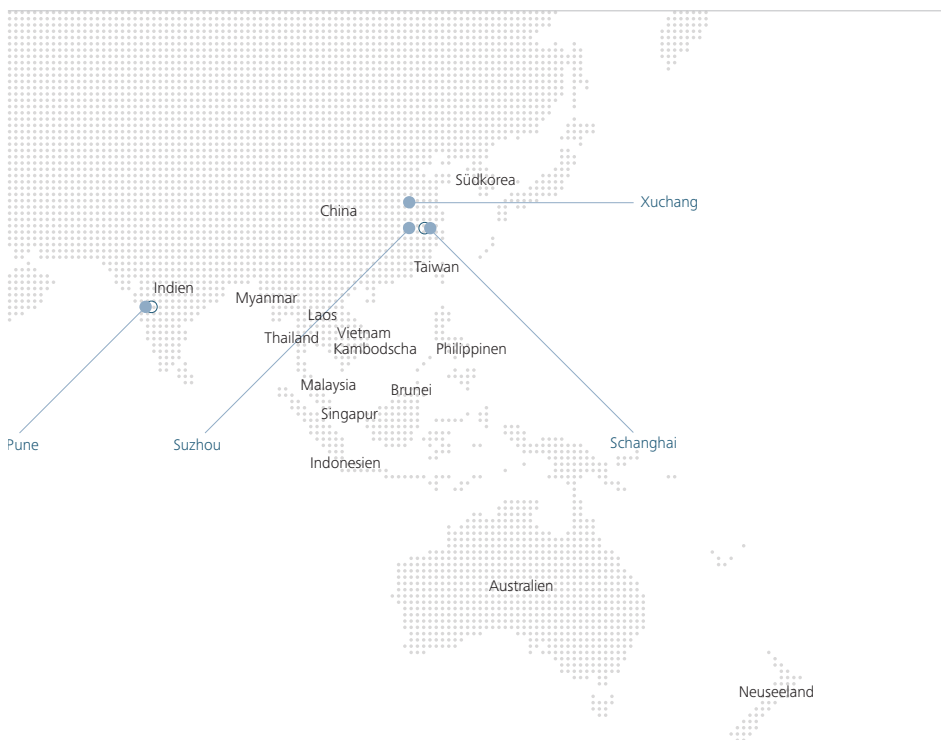 Südkorea
Xuchang
China
Taiwan
Indien
Myanmar
Laos
Vietnam
Thailand
Kambodscha
Philippinen
Malaysia
Brunei
Singapur
Pune
Suzhou
Schanghai
Indonesien
Australien
Neuseeland